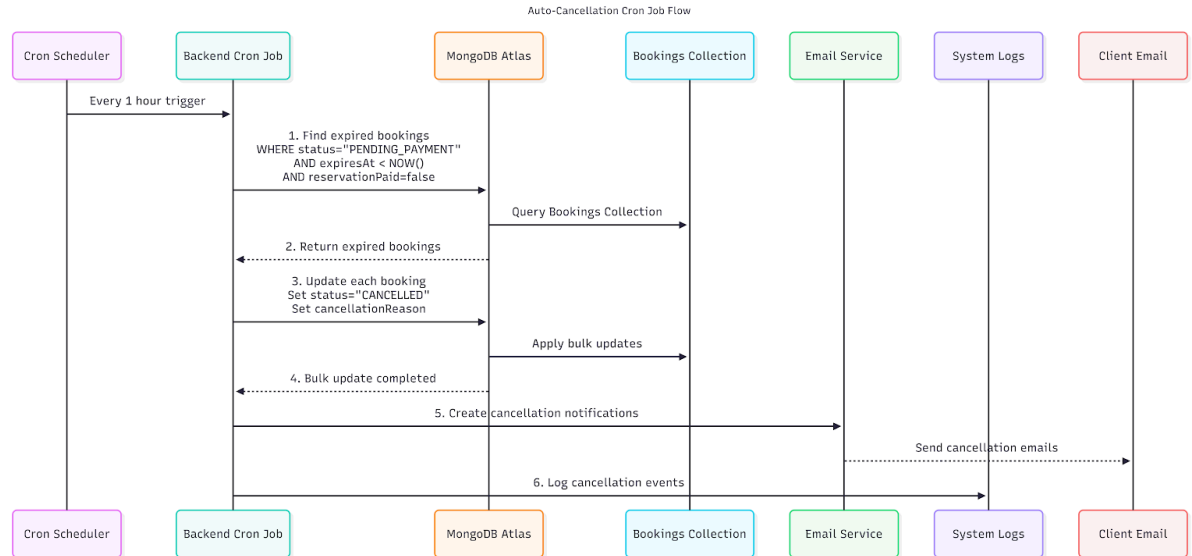 Auto-Cancellation Cron Job Flow
Cron Scheduler
Backend Cron Job
MongoDB Atlas
Bookings Collection
Email Service
System Logs
Client Email
Every 1 hour trigger
1. Find expired bookings
WHERE status="PENDING_PAYMENT"
AND expiresAt < NOW()
AND reservationPaid=false
Query Bookings Collection
2. Return expired bookings
3. Update each booking
Set status="CANCELLED"
Set cancellationReason
Apply bulk updates
4. Bulk update completed
5. Create cancellation notifications
Send cancellation emails
6. Log cancellation events
Cron Scheduler
Backend Cron Job
MongoDB Atlas
Bookings Collection
Email Service
System Logs
Client Email